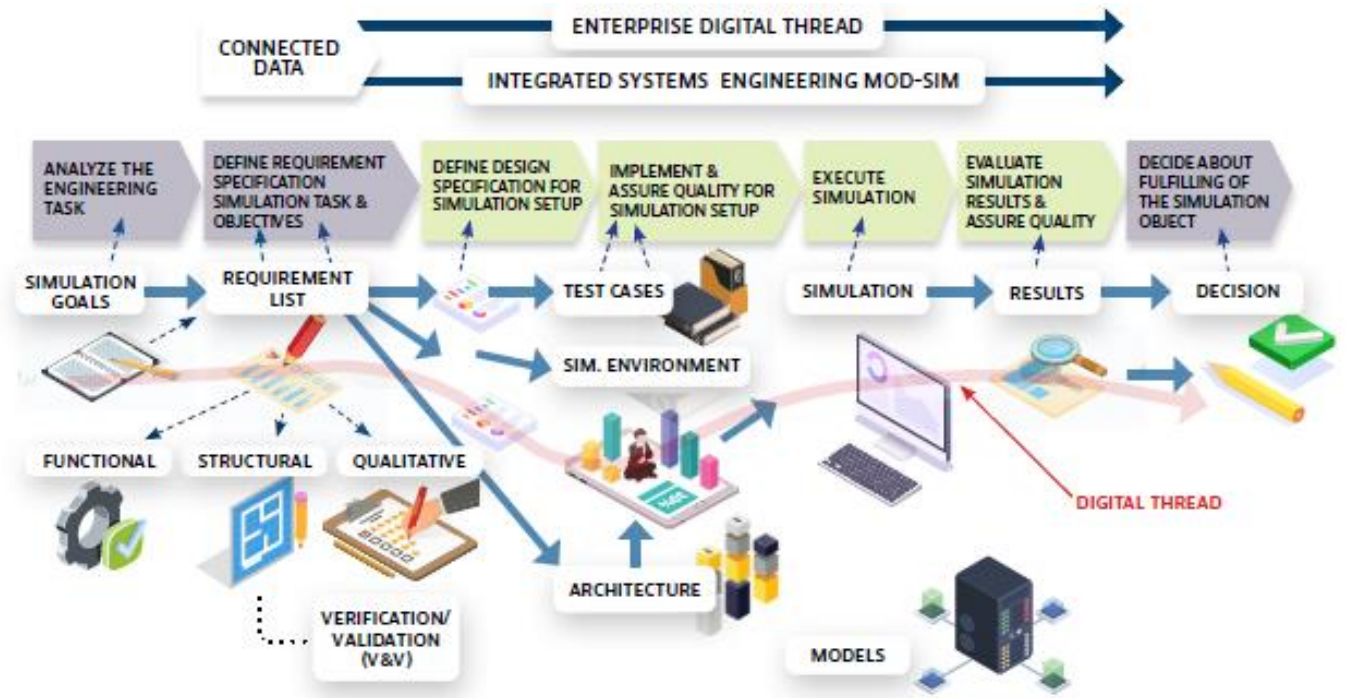 ENTERPRISE DIGITAL THREAD
CONNECTED
DATA
INTEGRATED SYSTEMS ENGINEERING MOD-SIM
ANALYZE THE
ENGINEERING
TASK
DEFINE REQUIREMENT
SPECIFICATION
SIMULATION TASK &
OBJECTIVES
DEFINE DESIGN
SPECIFICATION FOR
SIMULATION SETUP
IMPLEMENT &
ASSURE QUALITY FOR
SIMULATION SETUP
EXECUTE
SIMULATION
EVALUATE
SIMULATION
RESULTS &
ASSURE QUALITY
DECIDE ABOUT
FULFILLING OF
THE SIMULATION
OBJECT
SIMULATION
GOALS
REQUIREMENT
LIST
TEST CASES
SIMULATION
RESULTS
DECISION
SIM. ENVIRONMENT
FUNCTIONAL
STRUCTURAL
QUALITATIVE
DIGITAL THREAD
ARCHITECTURE
VERIFICATION/
VALIDATION
(V&V)
MODELS